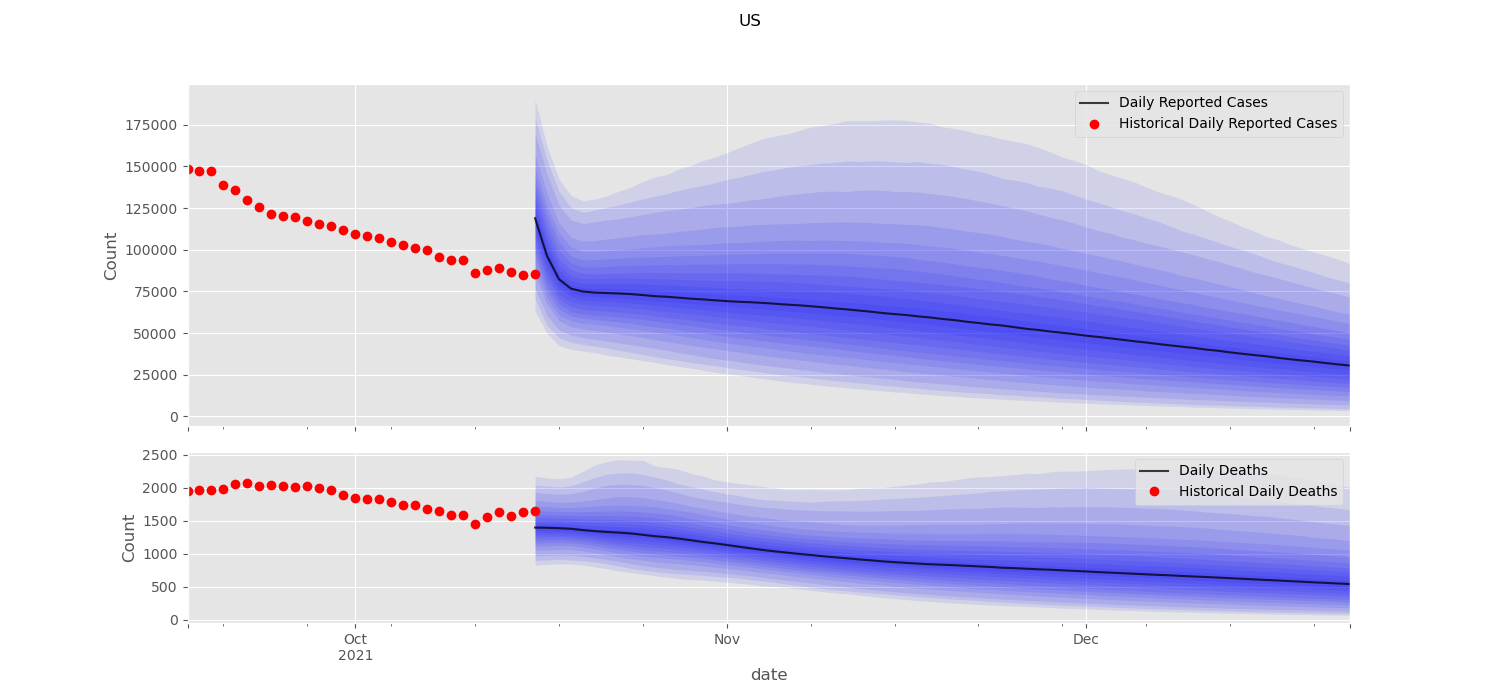 US
Count
175000
150000
125000
100000
75000
50000
25000
0
Daily Reported Cases
Historical Daily Reported Cases
Count
2500
2000
1500
1000
500
0
Daily Deaths
Historical Daily Deaths
Oct
2021
Nov
Dec
date